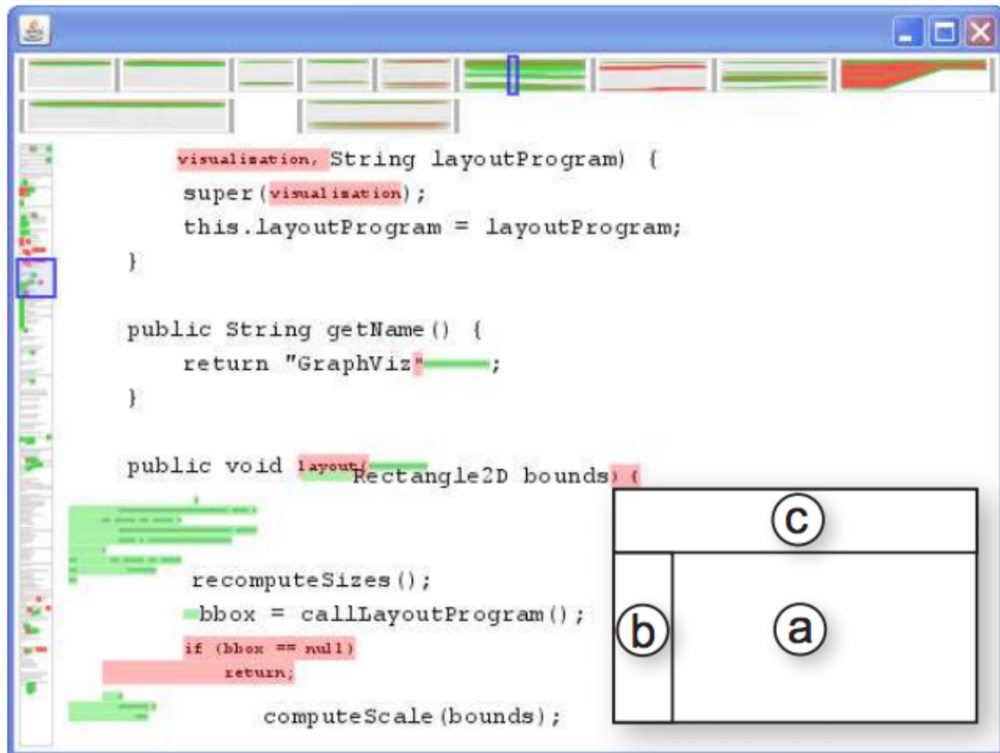 visualisation, String layoutProgram) {
super(visualisation);
this.layoutProgram = layoutProgram;
}
public String getName() {
return "GraphViz";
}
public void layout(Rectangle2D bounds) {
recomputeSizes();
bbox = callLayoutProgram();
if (bbox == null)
return;
computeScale(bounds);
c
b
a